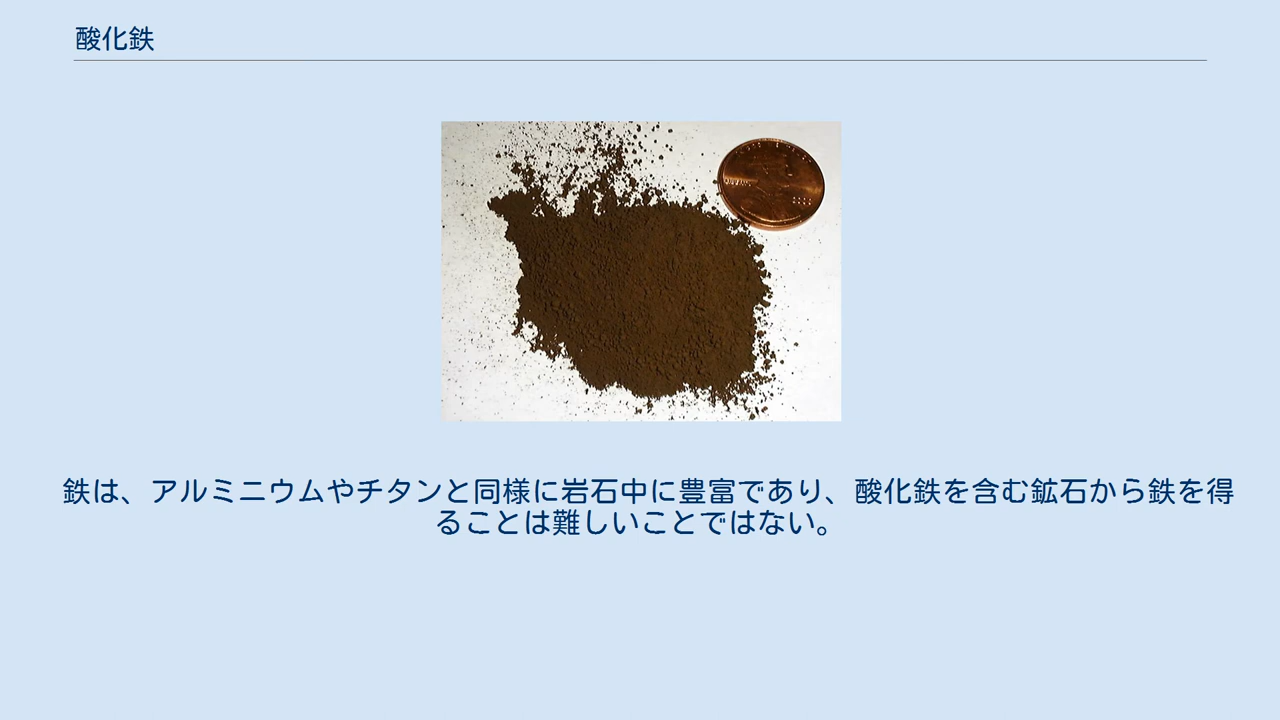 酸化鉄
鉄は、アルミニウムやチタンと同様に岩石中に豊富であり、酸化鉄を含む鉱石から鉄を得
ることは難しいことではない。